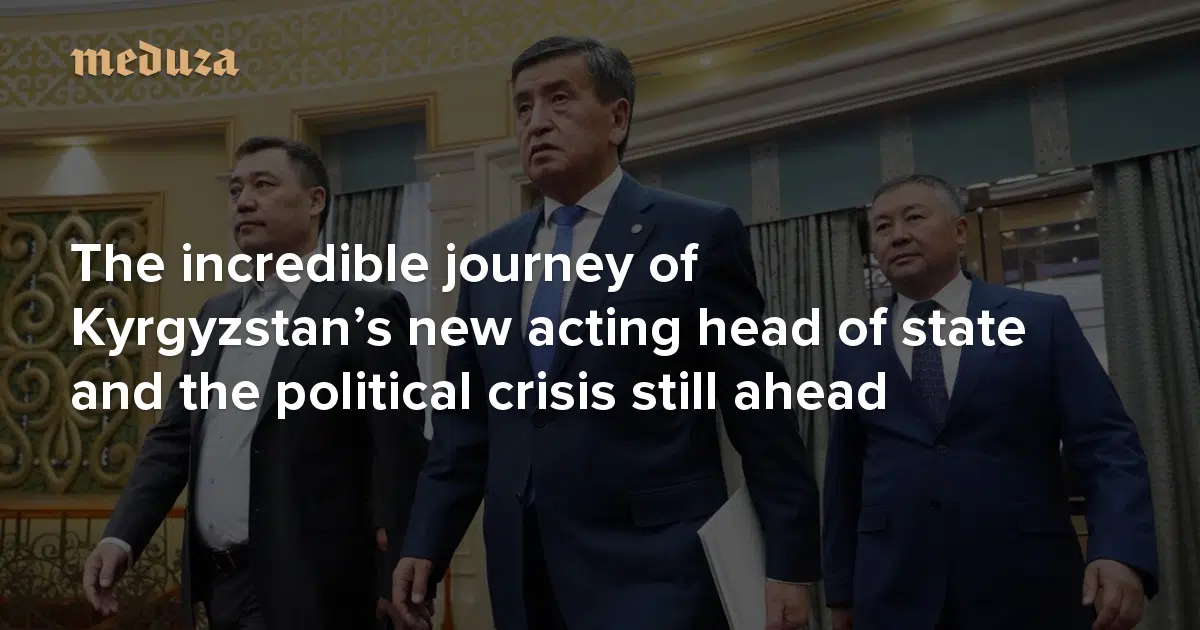 meduza
The incredible journey of
Kyrgyzstan’s new acting head of state
and the political crisis still ahead